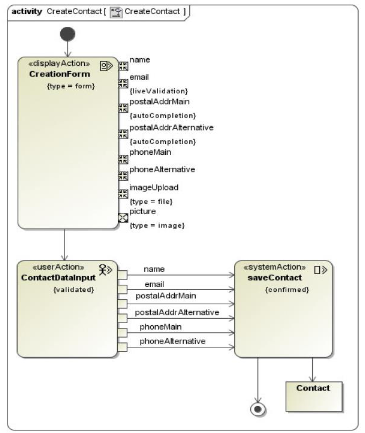 activity CreateContact [ CreateContact ]
«displayAction»
CreationForm
{type = form}
name
email
{liveValidation}
postalAddrMain
{autoCompletion}
postalAddrAlternative
{autoCompletion}
phoneMain
phoneAlternative
imageUpload
{type = file}
picture
{type = image}
«userAction»
ContactDataInput
{validated}
name
email
postalAddrMain
postalAddrAlternative
phoneMain
phoneAlternative
«systemAction»
saveContact
{confirmed}
Contact